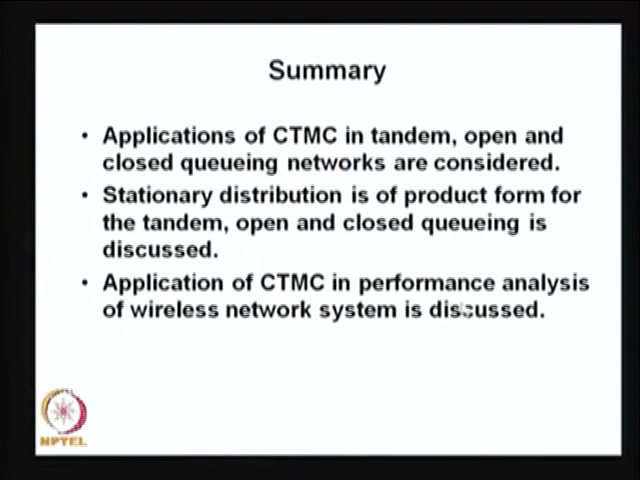 Summary
• Applications of CTMC in tandem, open and
closed queueing networks are considered.
• Stationary distribution is of product form for
the tandem, open and closed queueing is
discussed.
• Application of CTMC in performance analysis
of wireless network system is discussed.
NPTEL